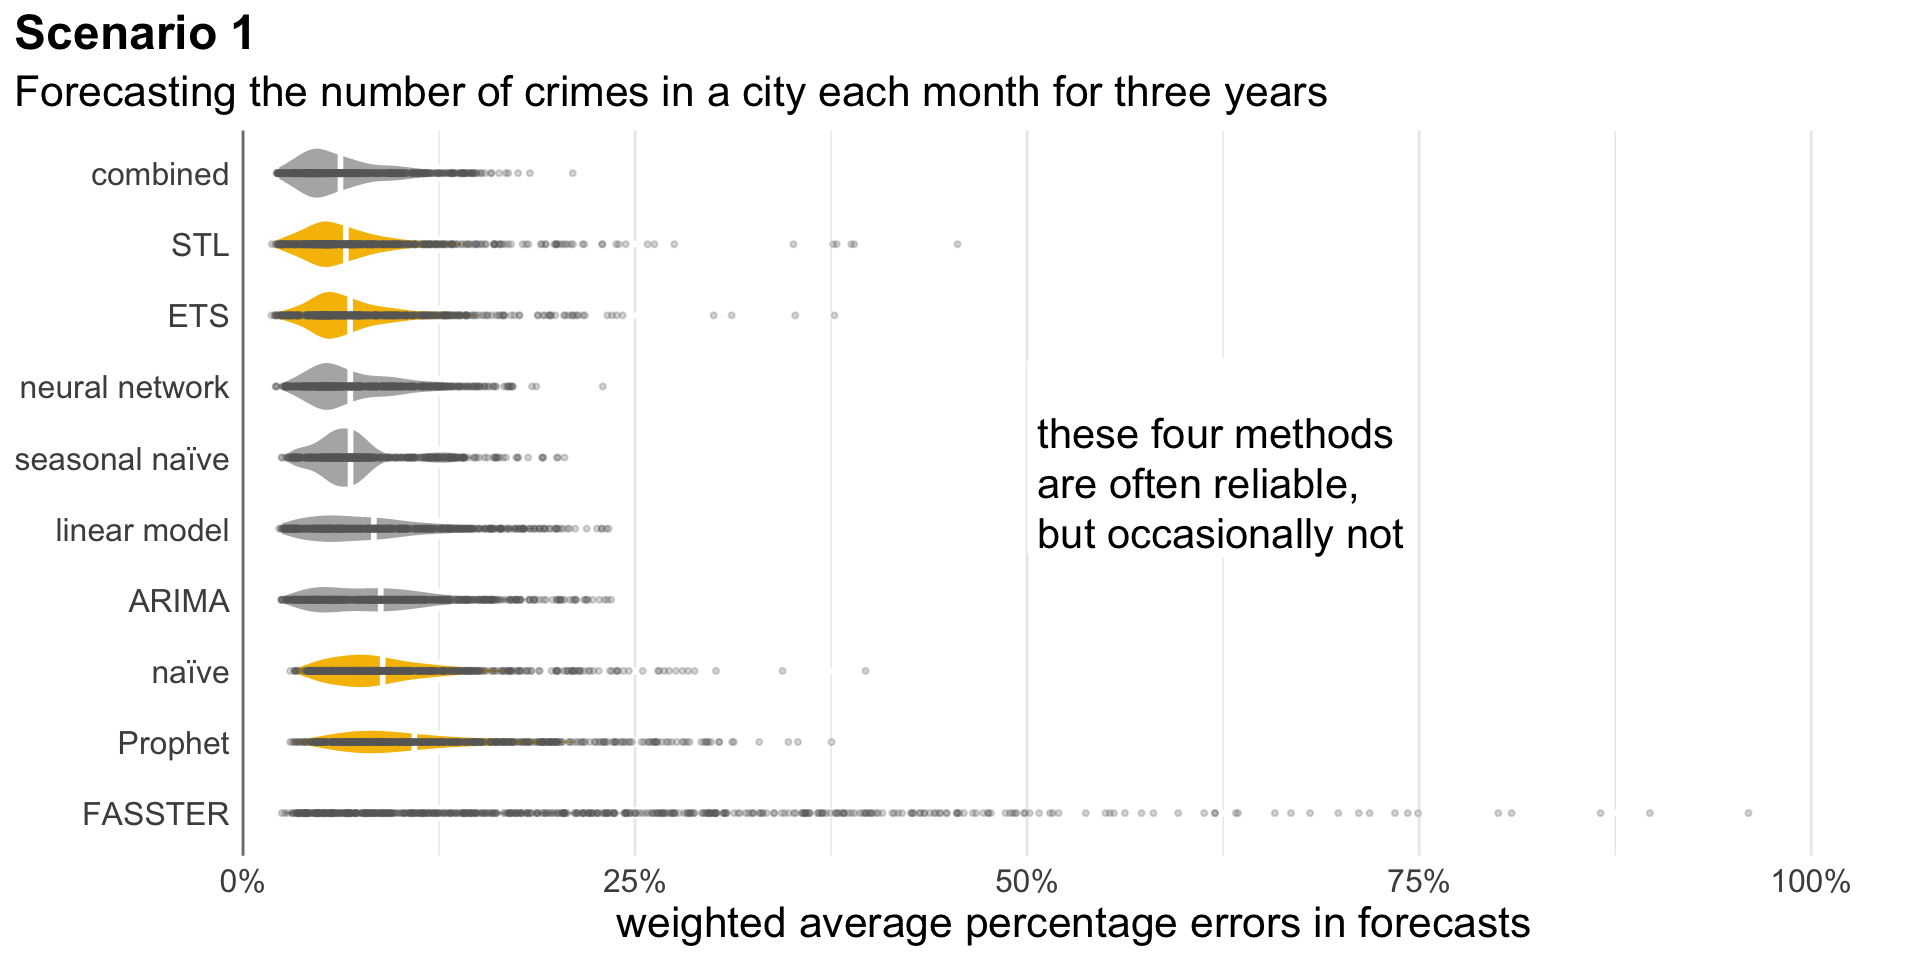 Scenario 1
Forecasting the number of crimes in a city each month for three years
combined
STL
ETS
neural network
seasonal naïve
linear model
ARIMA
naïve
Prophet
FASSTER
these four methods
are often reliable,
but occasionally not
0% 25% 50% 75% 100%
weighted average percentage errors in forecasts